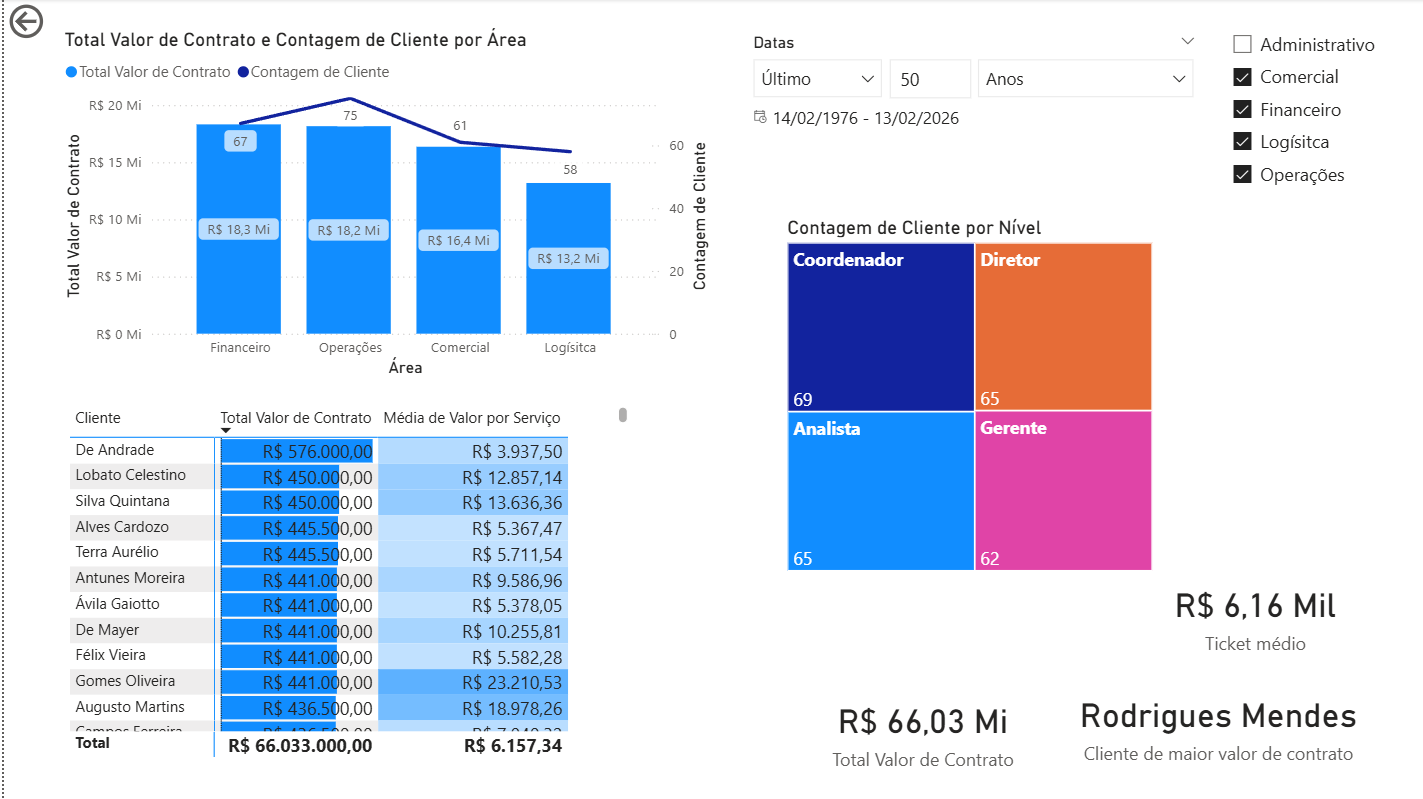 Total Valor de Contrato e Contagem de Cliente por Área
Total Valor de Contrato Contagem de Cliente
Total Valor de Contrato
R$ 20 Mi
R$ 15 Mi
R$ 10 Mi
R$ 5 Mi
R$ 0 Mi
67
75
61
58
R$ 18,3 Mi
R$ 18,2 Mi
R$ 16,4 Mi
R$ 13,2 Mi
60
40
20
0
Contagem de Cliente
Financeiro Operações Comercial Logísitca
Área
Datas
Último 50 Anos
14/02/1976 - 13/02/2026
Administrativo
Comercial
Financeiro
Logísitca
Operações
Contagem de Cliente por Nível
Coordenador
69
Diretor
65
Analista
65
Gerente
62
Cliente Total Valor de Contrato Média de Valor por Serviço
De Andrade R$ 576.000,00 R$ 3.937,50
Lobato Celestino R$ 450.000,00 R$ 12.857,14
Silva Quintana R$ 450.000,00 R$ 13.636,36
Alves Cardozo R$ 445.500,00 R$ 5.367,47
Terra Aurélio R$ 445.500,00 R$ 5.711,54
Antunes Moreira R$ 441.000,00 R$ 9.586,96
Ávila Gaiotto R$ 441.000,00 R$ 5.378,05
De Mayer R$ 441.000,00 R$ 10.255,81
Félix Vieira R$ 441.000,00 R$ 5.582,28
Gomes Oliveira R$ 441.000,00 R$ 23.210,53
Augusto Martins R$ 436.500,00 R$ 18.978,26
Campos Ferreira R$ 436.500,00
Total R$ 66.033.000,00 R$ 6.157,34
R$ 6,16 Mil
Ticket médio
R$ 66,03 Mi
Total Valor de Contrato
Rodrigues Mendes
Cliente de maior valor de contrato